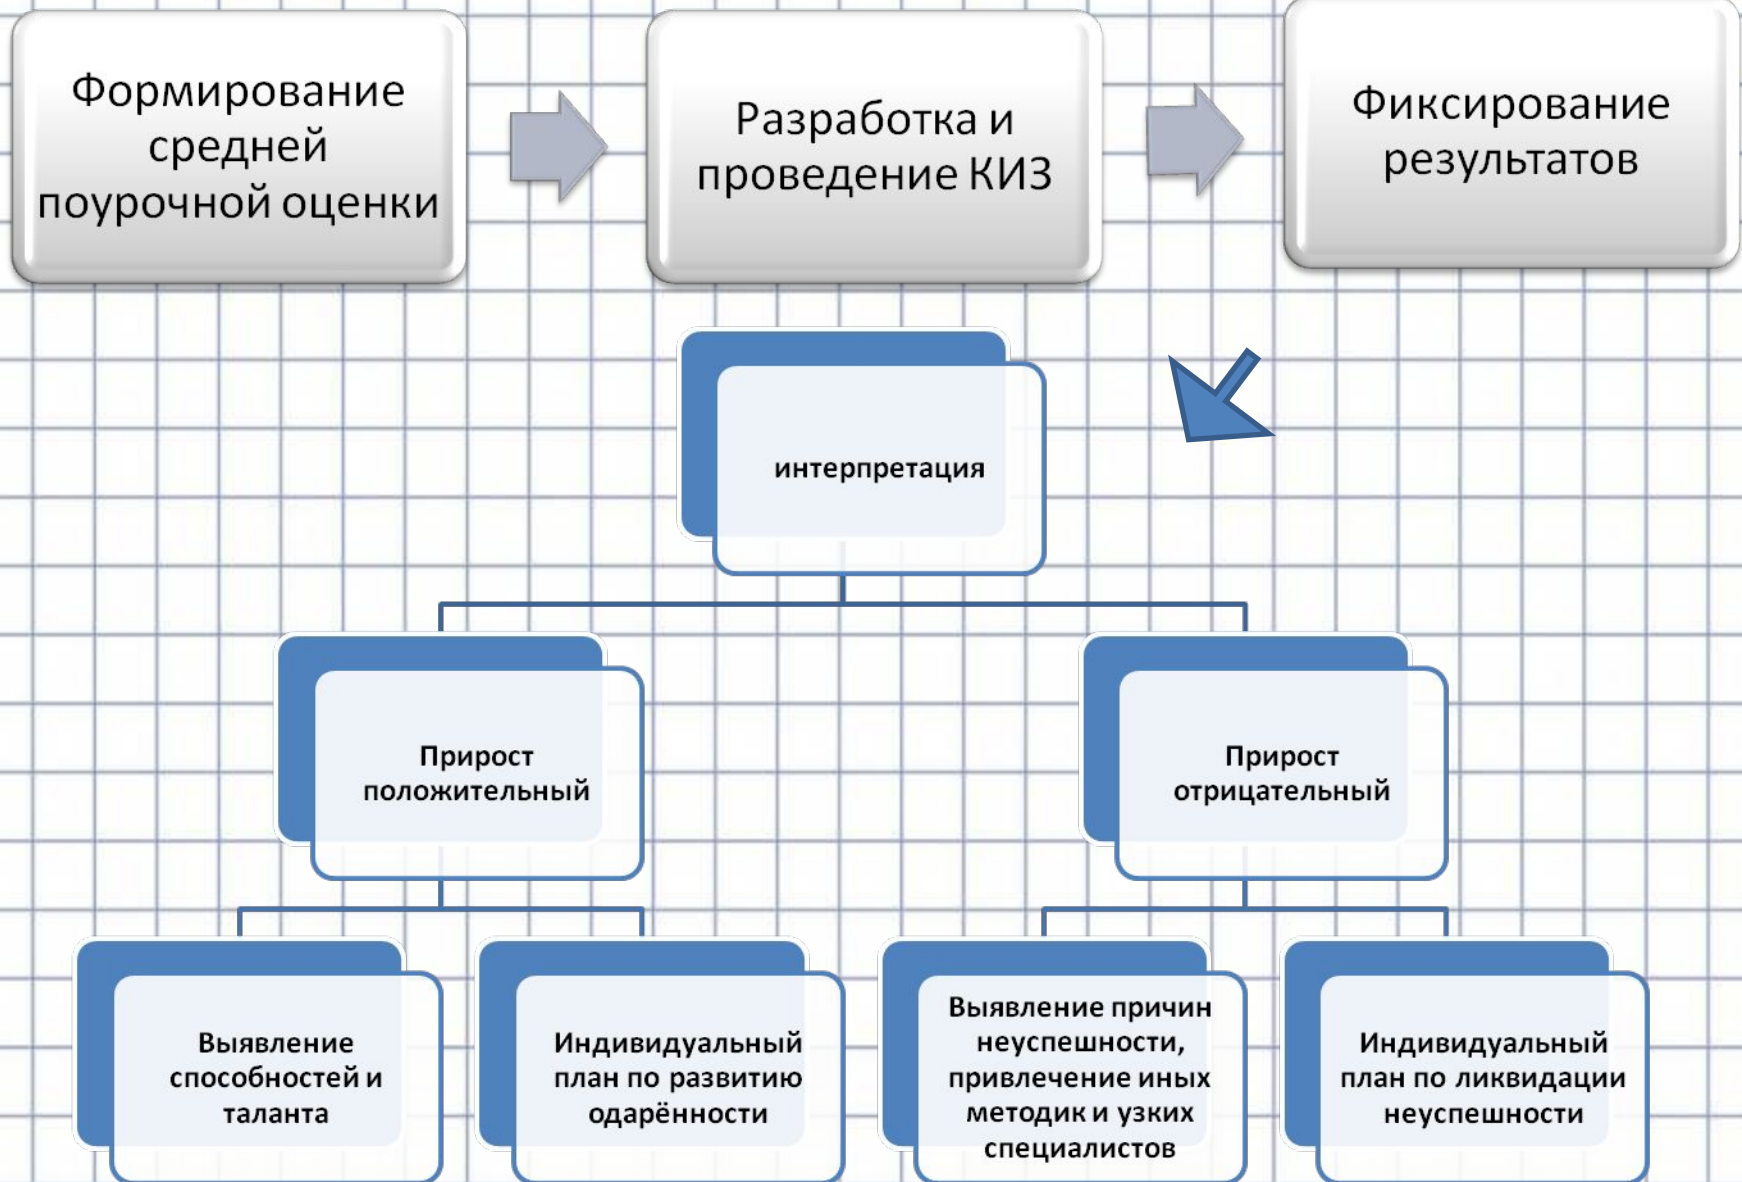 Формирование
средней
поурочной оценки
Разработка и
проведение КИЗ
Фиксирование
результатов
интерпретация
Прирост
положительный
Прирост
отрицательный
Выявление
способностей и
таланта
Индивидуальный
план по развитию
одарённости
Выявление причин
неуспешности,
привлечение иных
методик и узких
специалистов
Индивидуальный
план по ликвидации
неуспешности